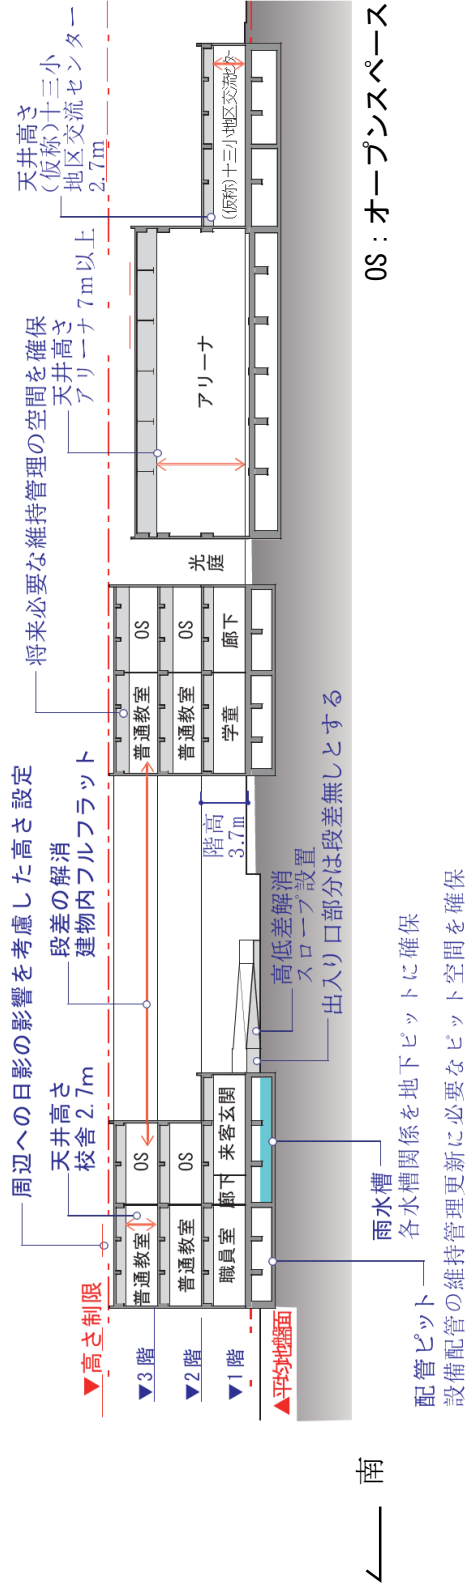 周辺への日影の影響を考慮した高さ設定
天井高さ
校舎 2.7m
段差の解消
建物内フルフラット
将来必要な維持管理の空間を確保
天井高さ
アリーナ 7m以上
天井高さ
(仮称)十三小
地区交流センター
2.7m
▼高さ制限
▼3階
▼2階
▼1階
▲平均地盤面
普通教室
OS
普通教室
OS
職員室
廊下
来客玄関
階高
3.7m
普通教室
OS
普通教室
OS
学童
廊下
光庭
アリーナ
(仮称)十三小地区交流センター
高低差解消
スロープ設置
出入り口部分は段差無しとする
雨水槽
各水槽関係を地下ピットに確保
配管ピット
設備配管の維持管理更新に必要なピット空間を確保
OS：オープンスペース
南